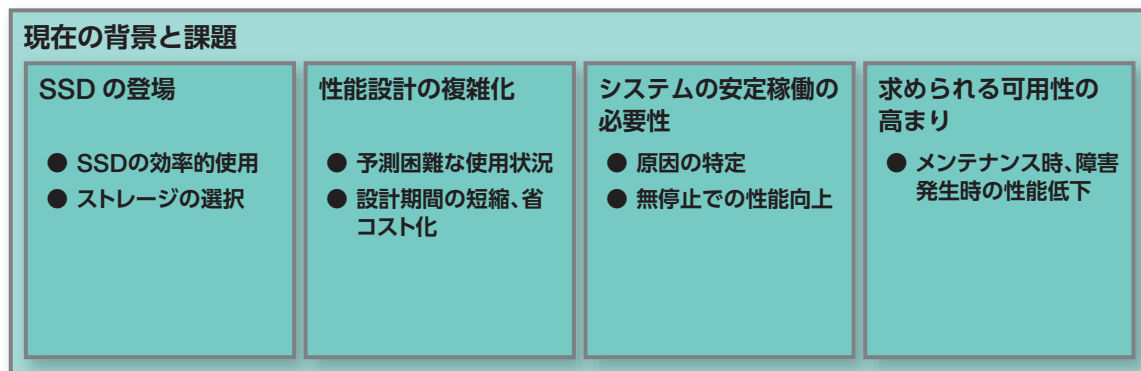 現在の背景と課題
SSD の登場
● SSDの効率的使用
● ストレージの選択
性能設計の複雑化
● 予測困難な使用状況
● 設計期間の短縮、省
コスト化
システムの安定稼働の
必要性
● 原因の特定
● 無停止での性能向上
求められる可用性の
高まり
● メンテナンス時、障害
発生時の性能低下